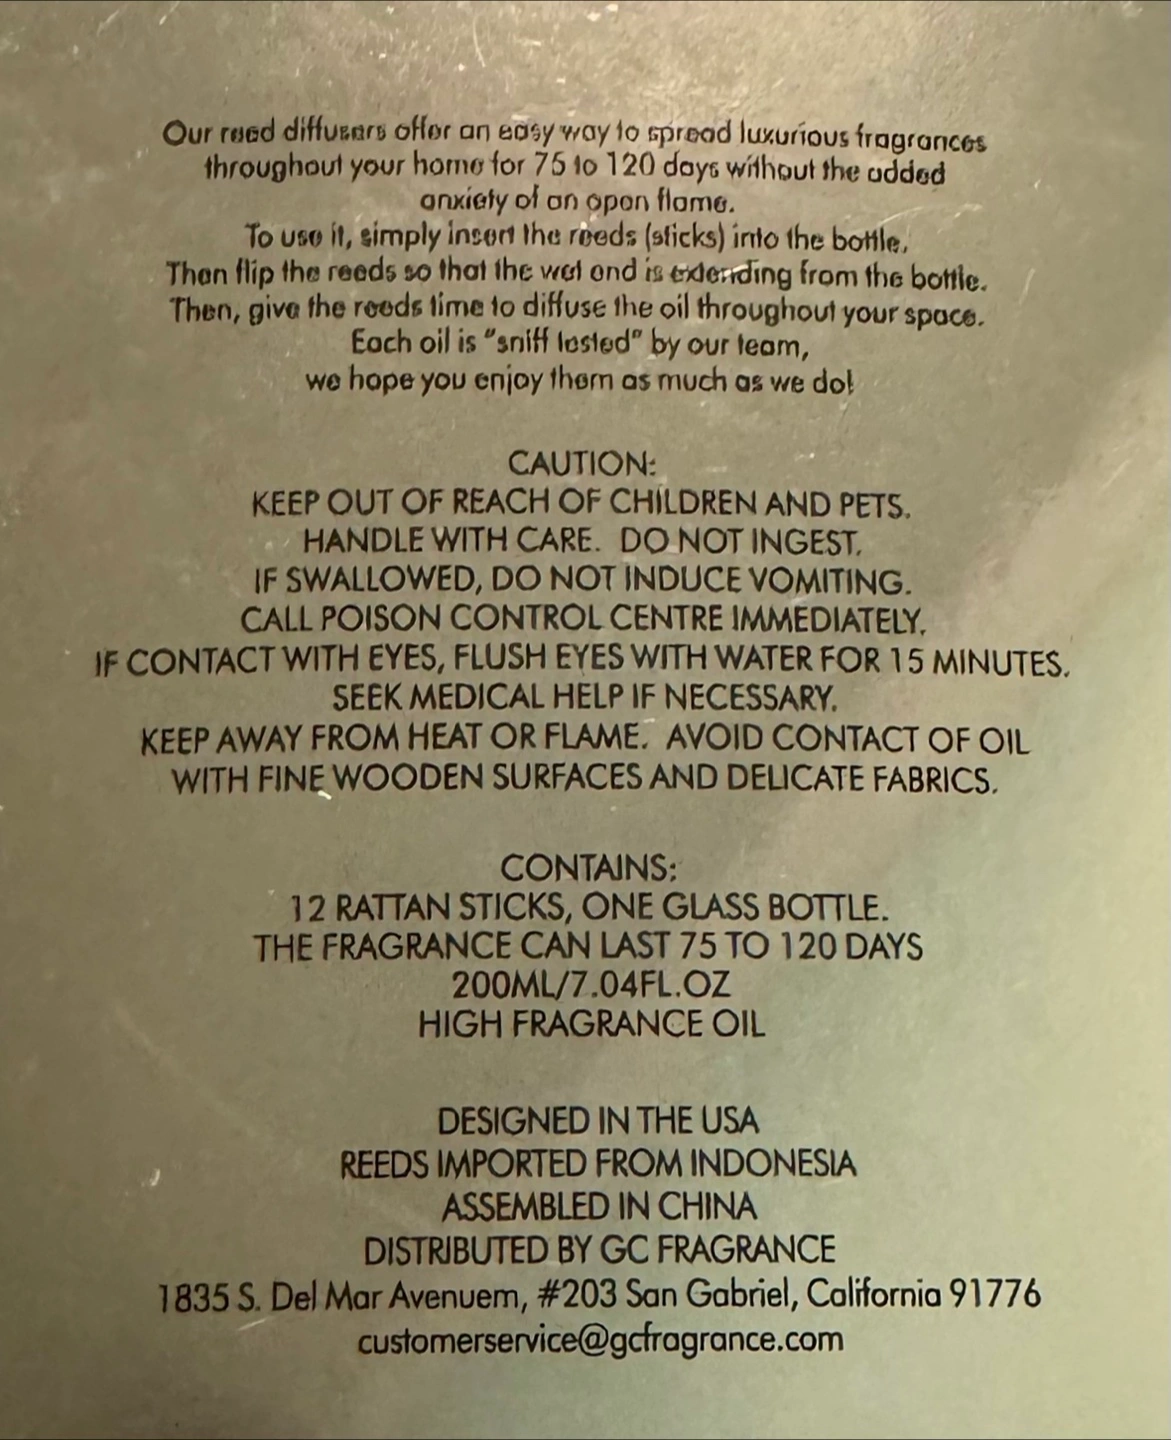 Our reed diffusers offer an easy way to spread luxurious fragrances
throughout your home for 75 to 120 days without the added
anxiety of an open flame.
To use it, simply insert the reeds (sticks) into the bottle,
Then flip the reeds so that the wet end is extending from the bottle.
Then, give the reeds time to diffuse the oil throughout your space.
Each oil is "sniff tested" by our team,
we hope you enjoy them as much as we do!
CAUTION:
KEEP OUT OF REACH OF CHILDREN AND PETS.
HANDLE WITH CARE. DO NOT INGEST.
IF SWALLOWED, DO NOT INDUCE VOMITING.
CALL POISON CONTROL CENTRE IMMEDIATELY.
IF CONTACT WITH EYES, FLUSH EYES WITH WATER FOR 15 MINUTES.
SEEK MEDICAL HELP IF NECESSARY.
KEEP AWAY FROM HEAT OR FLAME. AVOID CONTACT OF OIL
WITH FINE WOODEN SURFACES AND DELICATE FABRICS.
CONTAINS:
12 RATTAN STICKS, ONE GLASS BOTTLE.
THE FRAGRANCE CAN LAST 75 TO 120 DAYS
200ML/7.04FL.OZ
HIGH FRAGRANCE OIL
DESIGNED IN THE USA
REEDS IMPORTED FROM INDONESIA
ASSEMBLED IN CHINA
DISTRIBUTED BY GC FRAGRANCE
1835 S. Del Mar Avenuem, #203 San Gabriel, California 91776
customerservice@gcfragrance.com